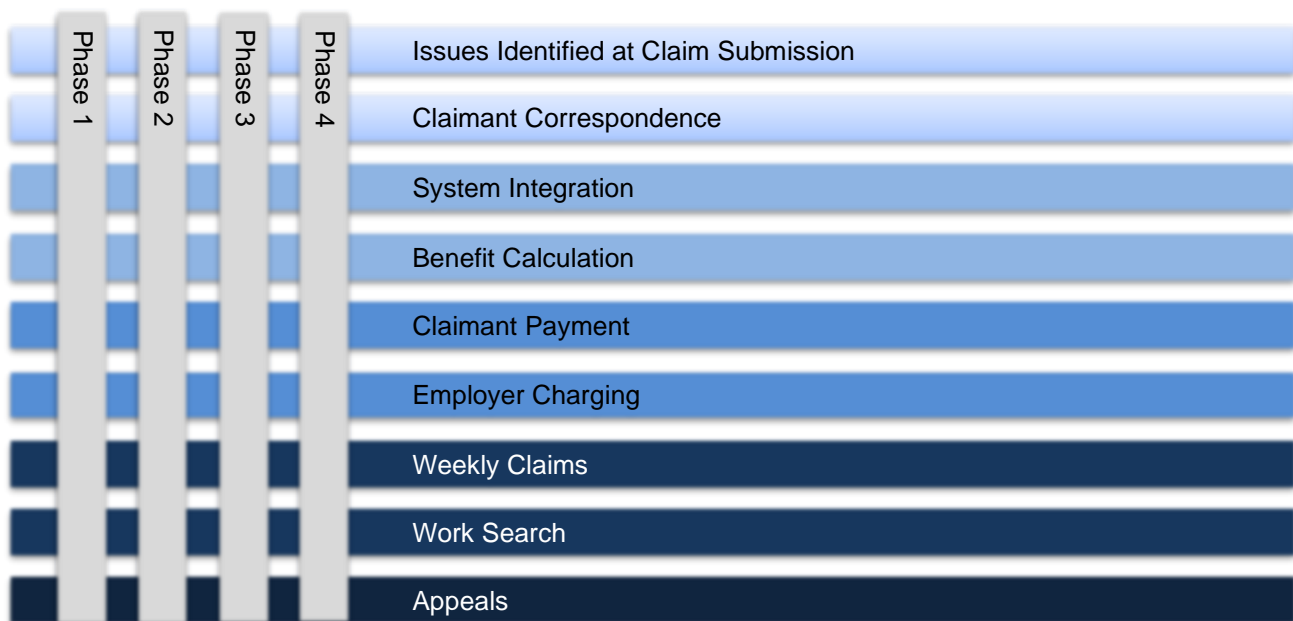 Phase 1
Phase 2
Phase 3
Phase 4
Issues Identified at Claim Submission
Claimant Correspondence
System Integration
Benefit Calculation
Claimant Payment
Employer Charging
Weekly Claims
Work Search
Appeals